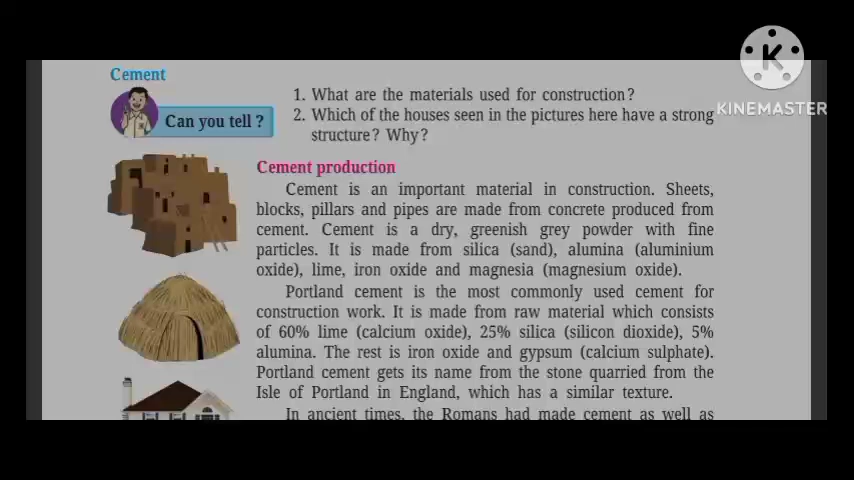 Cement
Can you tell ?
1. What are the materials used for construction?
2. Which of the houses seen in the pictures here have a strong
structure? Why?
KINEMASTER
Cement production
Cement is an important material in construction. Sheets,
blocks, pillars and pipes are made from concrete produced from
cement. Cement is a dry, greenish grey powder with fine
particles. It is made from silica (sand), alumina (aluminium
oxide), lime, iron oxide and magnesia (magnesium oxide).
Portland cement is the most commonly used cement for
construction work. It is made from raw material which consists
of 60% lime (calcium oxide), 25% silica (silicon dioxide), 5%
alumina. The rest is iron oxide and gypsum (calcium sulphate).
Portland cement gets its name from the stone quarried from the
Isle of Portland in England, which has a similar texture.
In ancient times, the Romans had made cement as well as